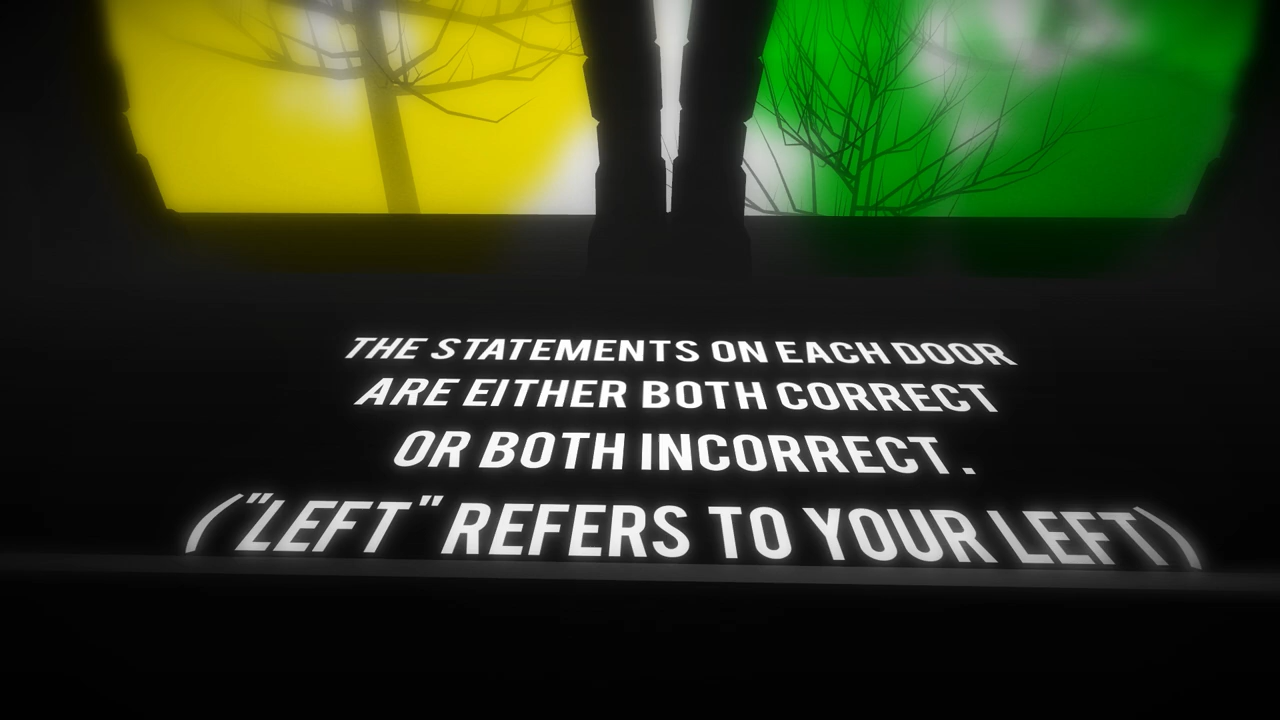 THE STATEMENTS ON EACH DOOR
ARE EITHER BOTH CORRECT
OR BOTH INCORRECT.
("LEFT" REFERS TO YOUR LEFT)